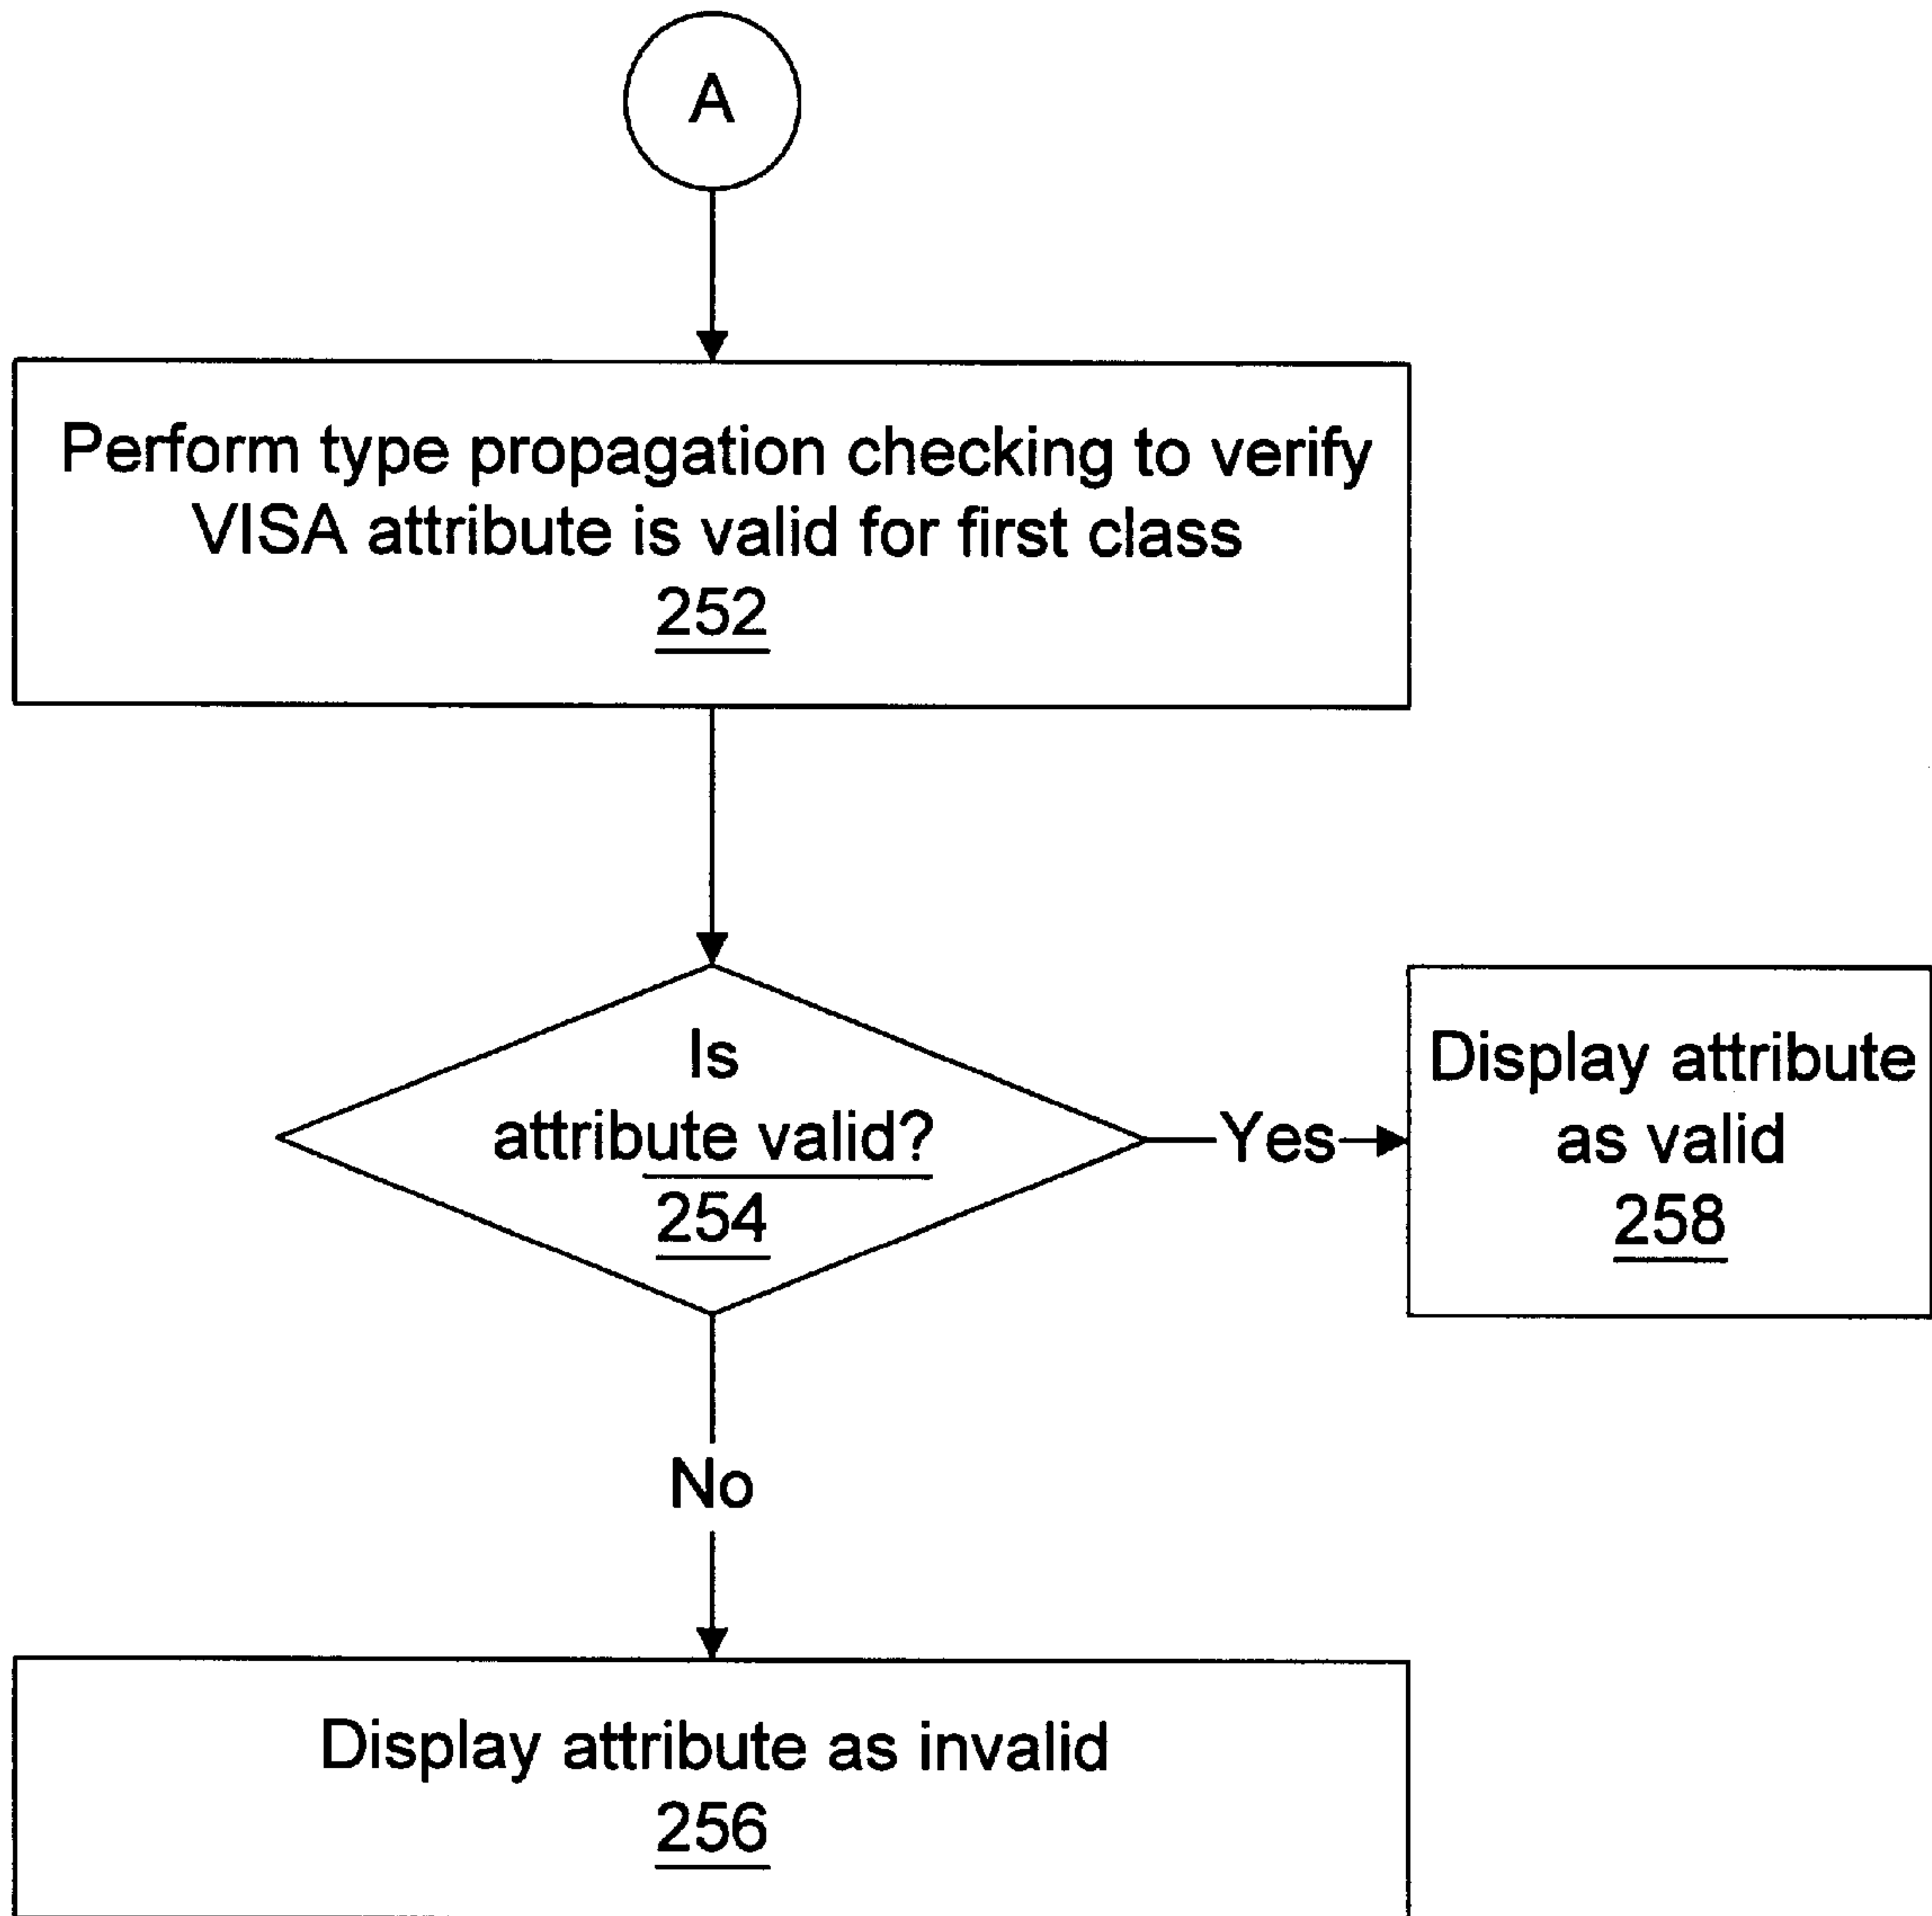 A
Perform type propagation checking to verify
VISA attribute is valid for first class
252
Is
attribute valid?
254
Yes
Display attribute
as valid
258
No
Display attribute as invalid
256